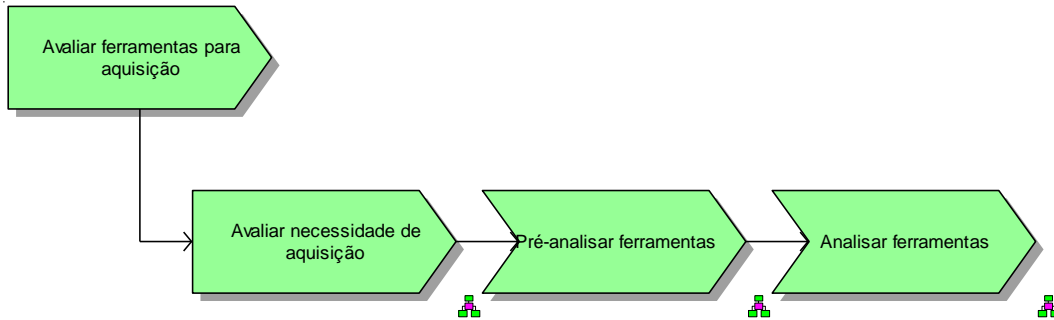 Avaliar ferramentas para
aquisição
Avaliar necessidade de
aquisição
Pré-analisar ferramentas
Analisar ferramentas